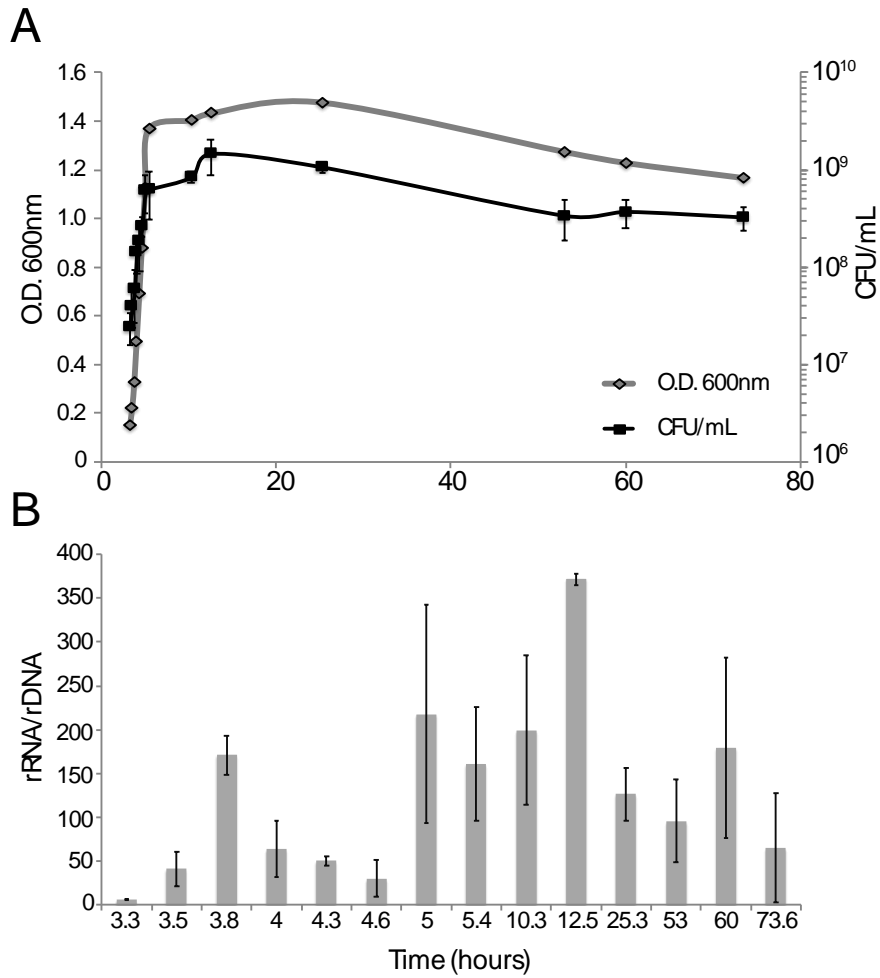 A
1.6
1.4
1.2
1.0
0.8
0.6
0.4
0.2
0
O.D. 600nm
10^10
10^9
10^8
10^7
10^6
CFU/mL
O.D. 600nm
CFU/mL
0 20 40 60 80
B
400
350
300
250
200
150
100
50
0
rRNA/rDNA
3.3 3.5 3.8 4 4.3 4.6 5 5.4 10.3 12.5 25.3 53 60 73.6
Time (hours)